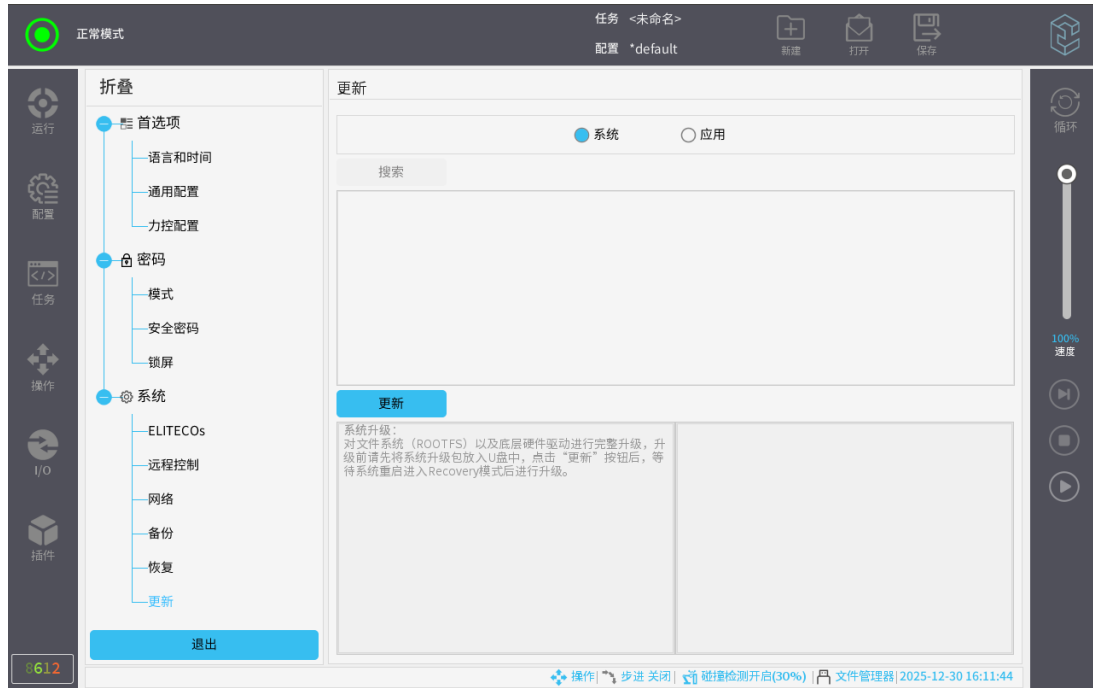 正常模式
任务 <未命名>
配置 *default
新建
打开
保存
运行
配置
任务
操作
I/O
插件
8612
折叠
首选项
语言和时间
通用配置
力控配置
密码
模式
安全密码
锁屏
系统
ELITECOs
远程控制
网络
备份
恢复
更新
退出
更新
系统
应用
搜索
更新
系统升级：
对文件系统（ROOTFS）以及底层硬件驱动进行完整升级，升
级前请先将系统升级包放入U盘中，点击“更新”按钮后，等
待系统重启进入Recovery模式后进行升级。
循环
100%
速度
操作| 步进 关闭| 碰撞检测开启(30%) | 文件管理器|2025-12-30 16:11:44